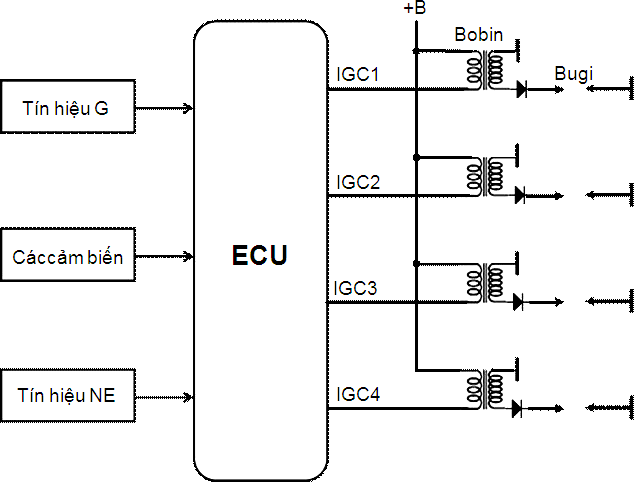 +B
Bobin
IGC1
Bugi
Tín hiệu G
IGC2
ECU
Cáccảm biến
IGC3
Tín hiệu NE
IGC4